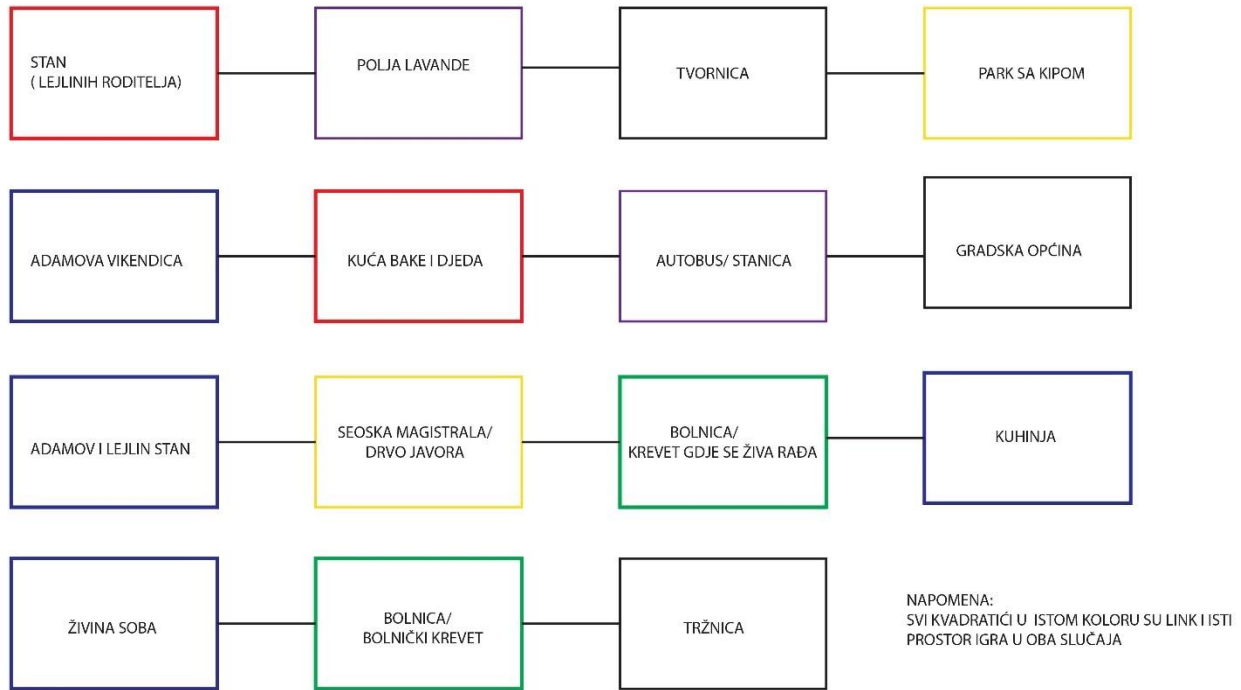 STAN
( LEJLINIH RODITELJA)
POLJA LAVANDE
TVORNICA
PARK SA KIPOM
ADAMOVA VIKENDICA
KUĆA BAKE I DJEDA
AUTOBUS/ STANICA
GRADSKA OPĆINA
ADAMOV I LEJLIN STAN
SEOSKA MAGISTRALA/
DRVO JAVORA
BOLNICA/
KREVET GDJE SE ŽIVA RAĐA
KUHINJA
ŽIVINA SOBA
BOLNICA/
BOLNIČKI KREVET
TRŽNICA
NAPOMENA:
SVI KVADRATIĆI U ISTOM KOLORU SU LINK I ISTI
PROSTOR IGRA U OBA SLUČAJA